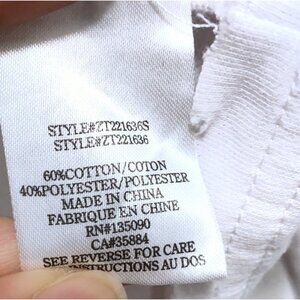 STYLE#ZT221636S
STYLE#ZT221636
60%COTTON/COTON
40%POLYESTER/POLYESTER
MADE IN CHINA
FABRIQUE EN CHINE
RN#135090
CA#35884
SEE REVERSE FOR CARE
INSTRUCTIONS AU DOS